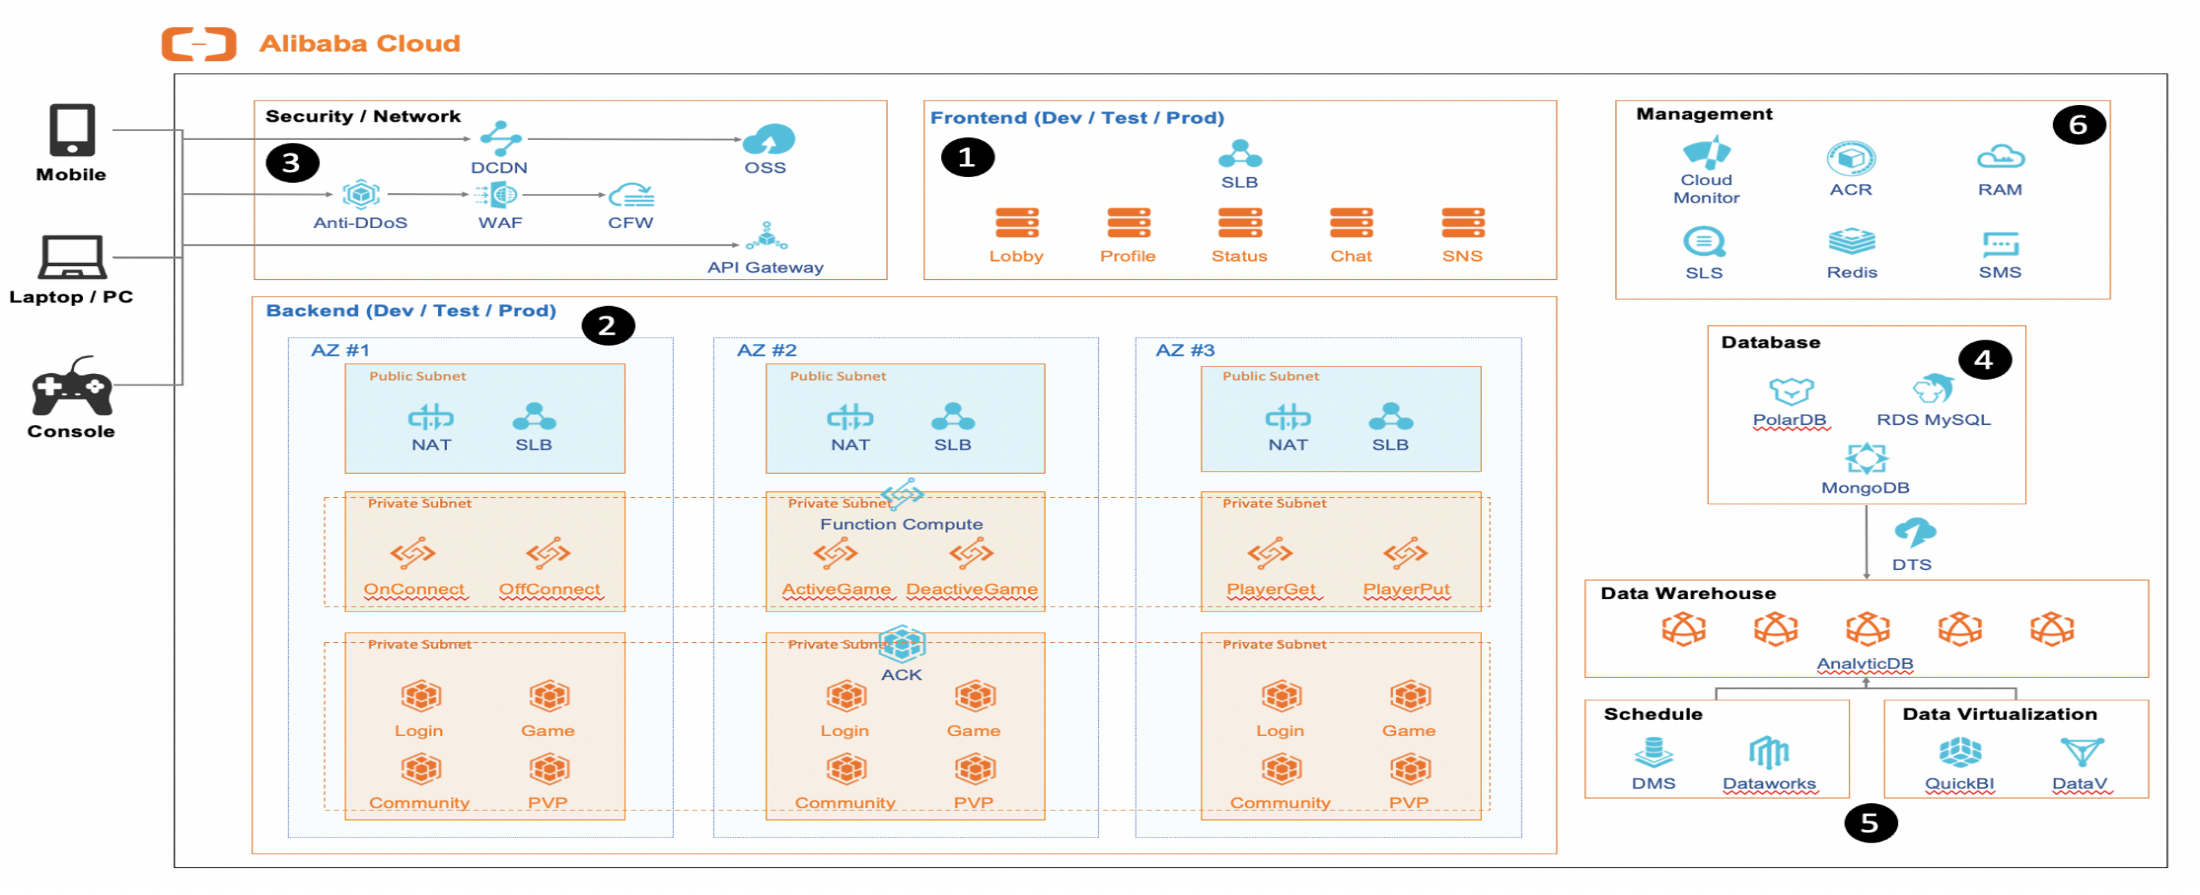 Alibaba Cloud
Mobile
Laptop / PC
Console
Security / Network
3
DCDN
OSS
Anti-DDoS
WAF
CFW
API Gateway
Frontend (Dev / Test / Prod)
1
SLB
Lobby
Profile
Status
Chat
SNS
Management
6
Cloud
Monitor
ACR
RAM
SLS
Redis
SMS
Backend (Dev / Test / Prod)
2
AZ #1
Public Subnet
NAT
SLB
Private Subnet
OnConnect
OffConnect
Private Subnet
Login
Game
Community
PVP
AZ #2
Public Subnet
NAT
SLB
Private Subnet
Function Compute
ActiveGame
DeactiveGame
Private Subnet
ACK
Login
Game
Community
PVP
AZ #3
Public Subnet
NAT
SLB
Private Subnet
PlayerGet
PlayerPut
Private Subnet
Login
Game
Community
PVP
Database
4
PolarDB
RDS MySQL
MongoDB
DTS
Data Warehouse
AnalyticDB
Schedule
DMS
Dataworks
Data Virtualization
QuickBI
DataV
5